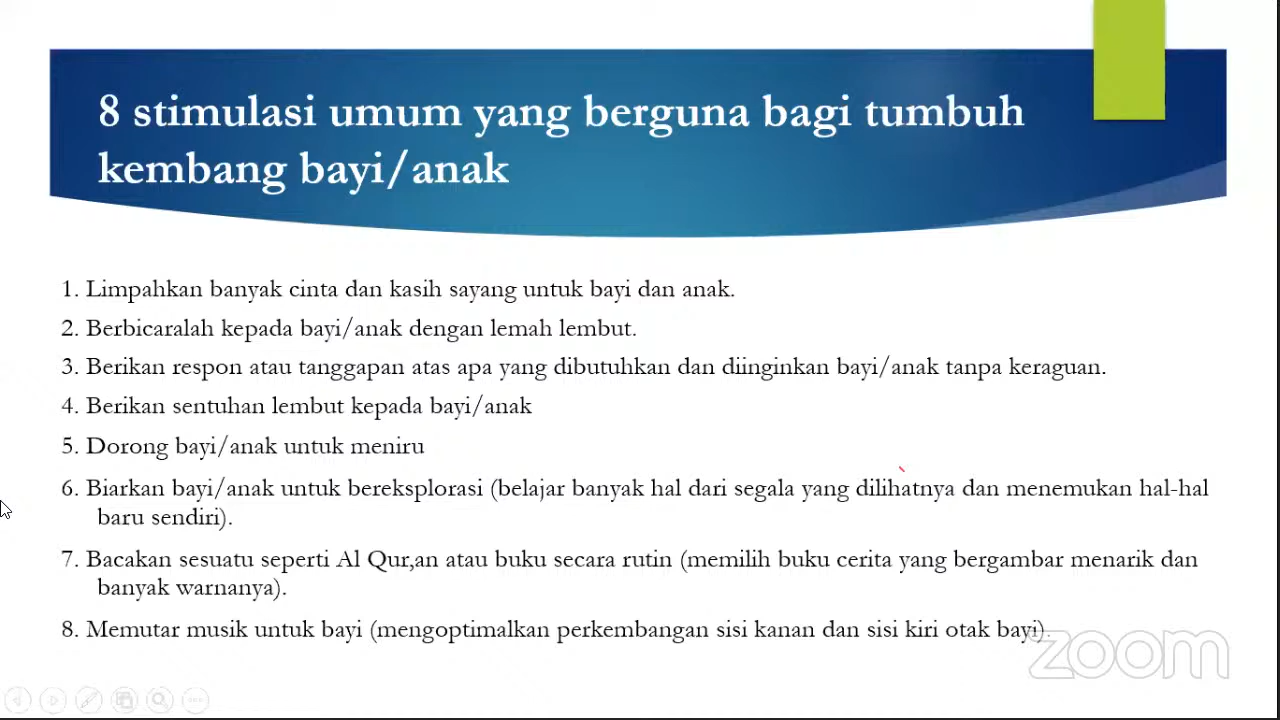 8 stimulasi umum yang berguna bagi tumbuh
kembang bayi/anak
1. Limpahkan banyak cinta dan kasih sayang untuk bayi dan anak.
2. Berbicaralah kepada bayi/anak dengan lemah lembut.
3. Berikan respon atau tanggapan atas apa yang dibutuhkan dan diinginkan bayi/anak tanpa keraguan.
4. Berikan sentuhan lembut kepada bayi/anak
5. Dorong bayi/anak untuk meniru
6. Biarkan bayi/anak untuk bereksplorasi (belajar banyak hal dari segala yang dilihatnya dan menemukan hal-hal
baru sendiri).
7. Bacakan sesuatu seperti Al Qur,an atau buku secara rutin (memilih buku cerita yang bergambar menarik dan
banyak warnanya).
8. Memutar musik untuk bayi (mengoptimalkan perkembangan sisi kanan dan sisi kiri otak bayi).
zoom